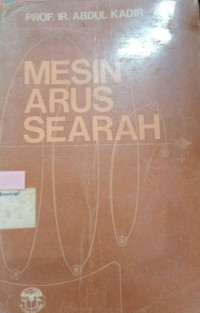 PROF. IR. ABDUL KADIR
MESIN
ARUS
SEARAH